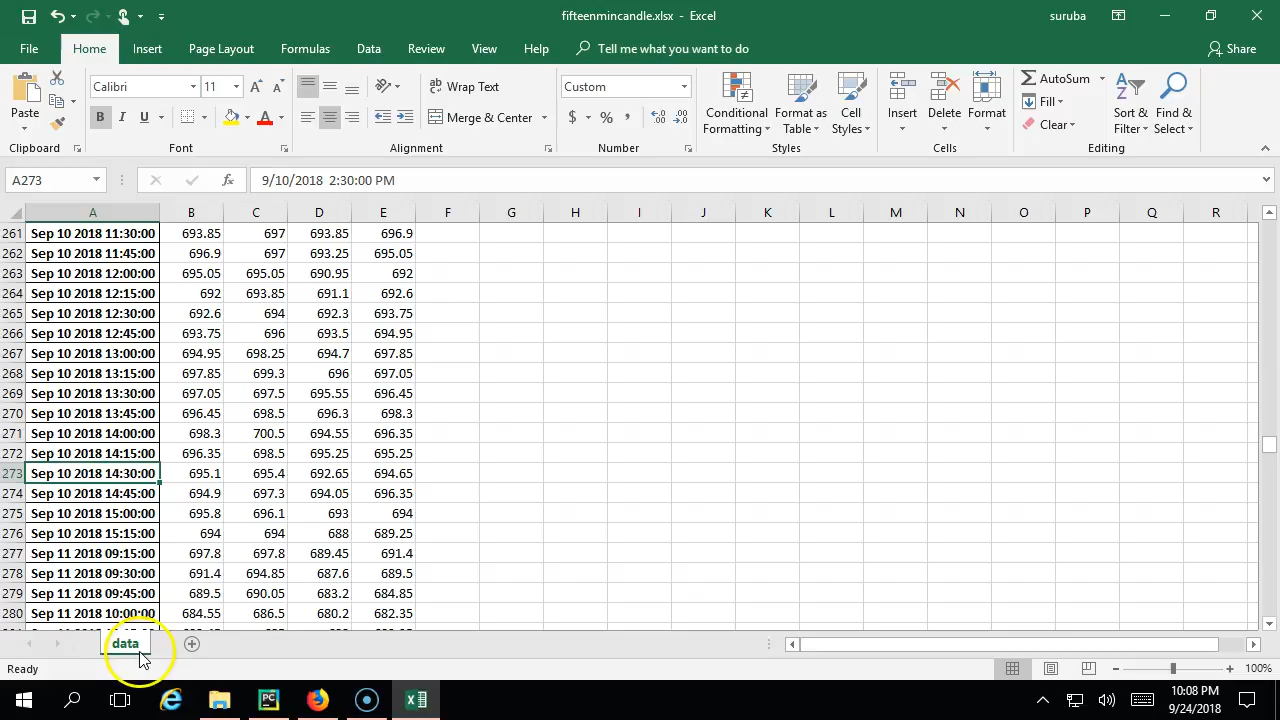 fifteenmincandle.xlsx - Excel
suruba
File Home Insert Page Layout Formulas Data Review View Help Tell me what you want to do Share
Paste
Calibri 11
B I U
Wrap Text
Merge & Center
Custom
$ % ,
Conditional Formatting
Format as Table
Cell Styles
Insert Delete Format
AutoSum
Fill
Clear
Sort & Filter
Find & Select
Clipboard Font Alignment Number Styles Cells Editing
A273 fx 9/10/2018 2:30:00 PM
A B C D E F G H I J K L M N O P Q R
261 Sep 10 2018 11:30:00 693.85 697 693.85 696.9
262 Sep 10 2018 11:45:00 696.9 697 693.25 695.05
263 Sep 10 2018 12:00:00 695.05 695.05 690.95 692
264 Sep 10 2018 12:15:00 692 693.85 691.1 692.6
265 Sep 10 2018 12:30:00 692.6 694 692.3 693.75
266 Sep 10 2018 12:45:00 693.75 696 693.5 694.95
267 Sep 10 2018 13:00:00 694.95 698.25 694.7 697.85
268 Sep 10 2018 13:15:00 697.85 699.3 696 697.05
269 Sep 10 2018 13:30:00 697.05 697.5 695.55 696.45
270 Sep 10 2018 13:45:00 696.45 698.5 696.3 698.3
271 Sep 10 2018 14:00:00 698.3 700.5 694.55 696.35
272 Sep 10 2018 14:15:00 696.35 698.5 695.25 695.25
273 Sep 10 2018 14:30:00 695.1 695.4 692.65 694.65
274 Sep 10 2018 14:45:00 694.9 697.3 694.05 696.35
275 Sep 10 2018 15:00:00 695.8 696.1 693 694
276 Sep 10 2018 15:15:00 694 694 688 689.25
277 Sep 11 2018 09:15:00 697.8 697.8 689.45 691.4
278 Sep 11 2018 09:30:00 691.4 694.85 687.6 689.5
279 Sep 11 2018 09:45:00 689.5 690.05 683.2 684.85
280 Sep 11 2018 10:00:00 684.55 686.5 680.2 682.35
data
Ready
100%
10:08 PM
9/24/2018